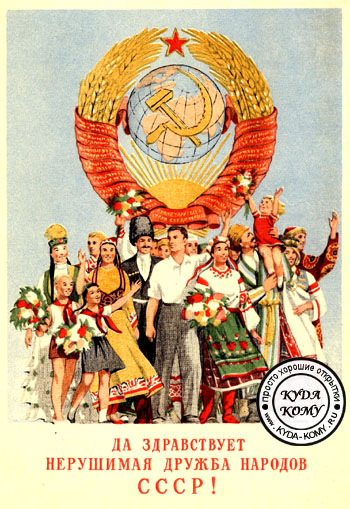 ДА ЗДРАВСТВУЕТ
НЕРУШИМАЯ ДРУЖБА НАРОДОВ
СССР!
просто хорошие открытки
КУДА
КОМУ
www.KYDA-KOMY.RU